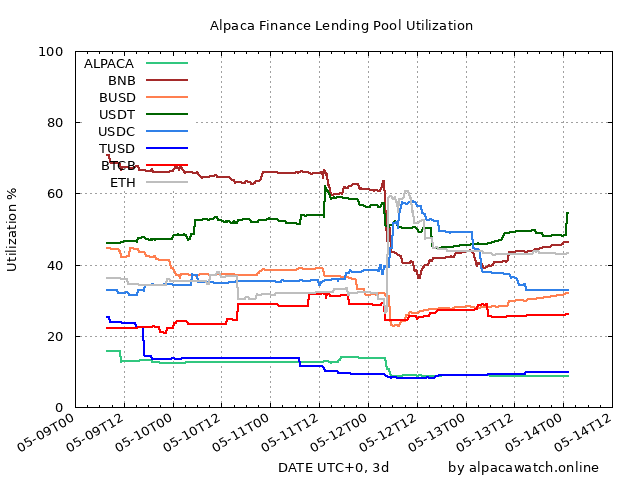 Alpaca Finance Lending Pool Utilization
100
80
60
40
20
0
Utilization %
ALPACA
BNB
BUSD
USDT
USDC
TUSD
BTCB
ETH
05-09T00
05-09T12
05-10T00
05-10T12
05-11T00
05-11T12
05-12T00
05-12T12
05-13T00
05-13T12
05-14T00
05-14T12
DATE UTC+0, 3d
by alpacawatch.online